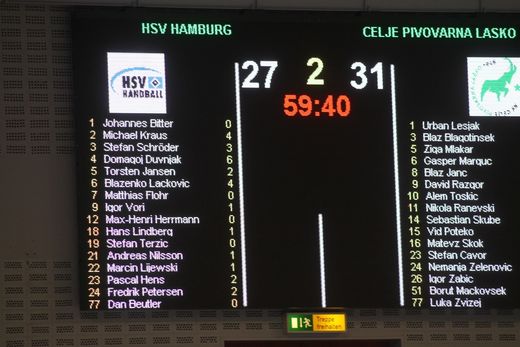 HSV HAMBURG
CELJE PIVOVARNA LASKO
27 2 31
59:40
HSV
HANDBALL
1 Johannes Bitter 0
2 Michael Kraus 4
3 Stefan Schröder 3
4 Domagoj Duvnjak 6
5 Torsten Jansen 2
6 Blazenko Lackovic 4
7 Matthias Flohr 0
9 Igor Vori 1
12 Max-Henri Herrmann 0
18 Hans Lindberg 1
19 Stefan Terzic 0
21 Andreas Nilsson 1
22 Marcin Lijewski 1
23 Pascal Hens 2
24 Fredrik Petersen 2
77 Dan Beutler 0
1 Urban Lesjak
3 Blaz Blagotinsek
5 Ziga Mlakar
6 Gasper Marguc
8 Blaz Janc
9 David Razgor
10 Alem Toskic
11 Nikola Ranevski
14 Sebastian Skube
15 Vid Poteko
16 Matevz Skok
23 Stefan Cavor
24 Nemanja Zelenovic
26 Igor Zabic
51 Borut Mackovsek
77 Luka Zvizej
Treppe
freihalten